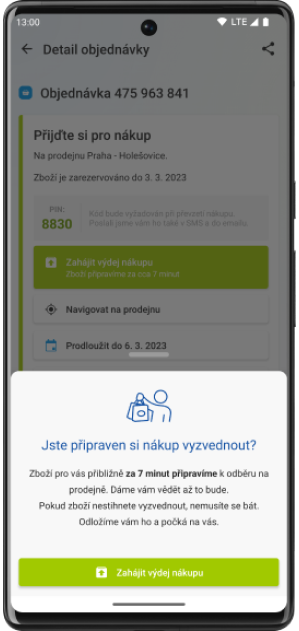 13:00
LTE
Detail objednávky
Objednávka 475 963 841
Přijďte si pro nákup
Na prodejnu Praha - Holešovice.
Zboží je zarezervováno do 3. 3. 2023
PIN:
8830
Kód bude vyžadován při převzetí nákupu.
Poslali jsme vám ho také v SMS a do emailu.
Zahájit výdej nákupu
Zboží připravíme za cca 7 minut
Navigovat na prodejnu
Prodloužit do 6. 3. 2023
Jste připraven si nákup vyzvednout?
Zboží pro vás přibližně za 7 minut připravíme k odběru na
prodejně. Dáme vám vědět až to bude.
Pokud zboží nestihnete vyzvednout, nemusíte se bát.
Odložíme vám ho a počká na vás.
Zahájit výdej nákupu